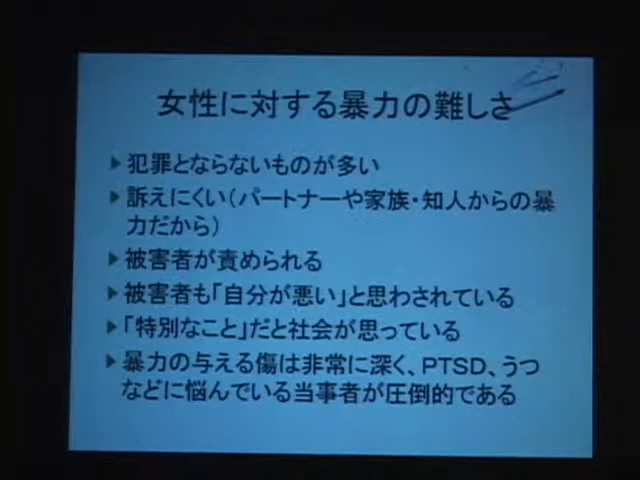 女性に対する暴力の難しさ
犯罪とならないものが多い
訴えにくい(パートナーや家族・知人からの暴
力だから)
被害者が責められる
被害者も「自分が悪い」と思わされている
「特別なこと」だと社会が思っている
暴力の与える傷は非常に深く、PTSD、うつ
などに悩んでいる当事者が圧倒的である